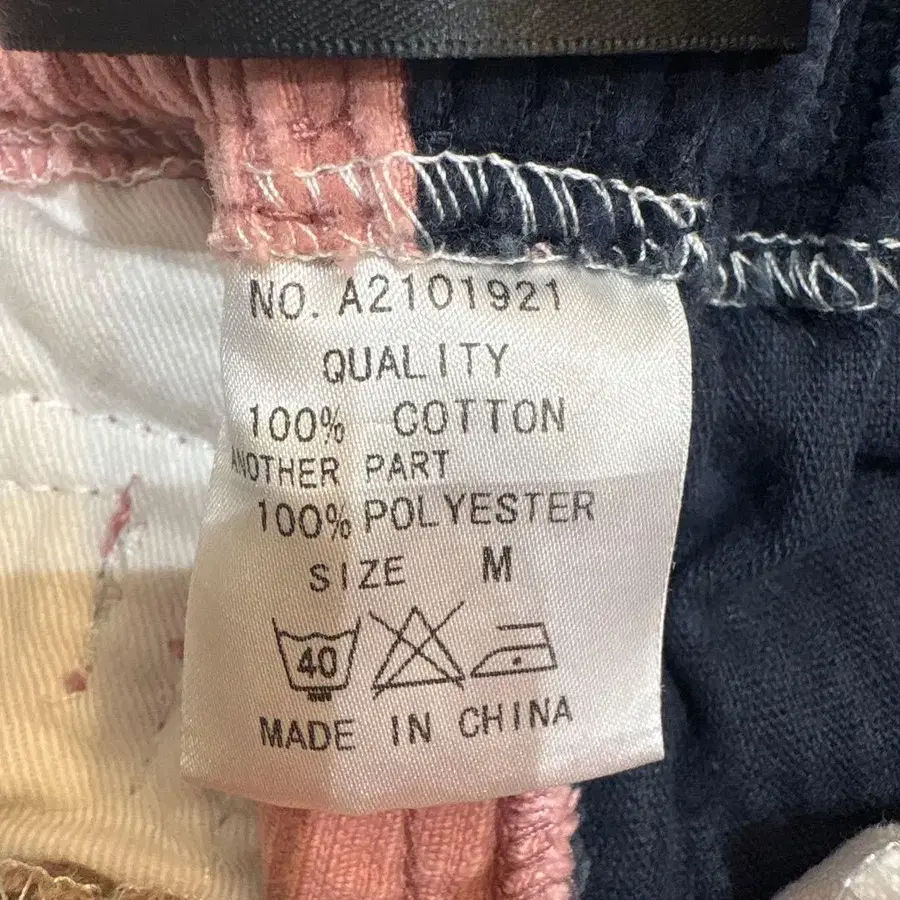 NO. A2101921
QUALITY
100% COTTON
ANOTHER PART
100% POLYESTER
SIZE M
40
MADE IN CHINA